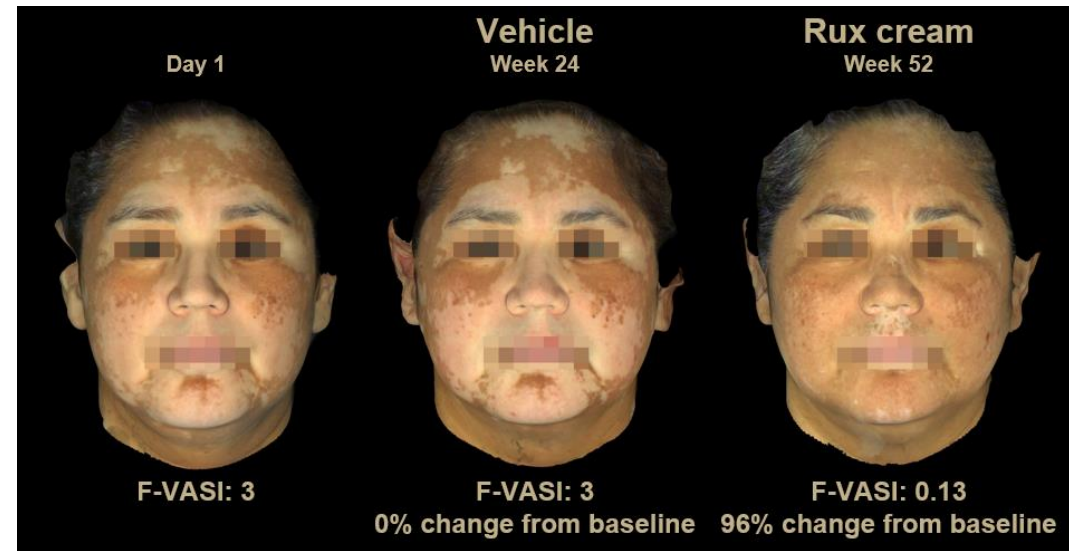 Day 1
Vehicle
Week 24
Rux cream
Week 52
F-VASI: 3
F-VASI: 3
0% change from baseline
F-VASI: 0.13
96% change from baseline